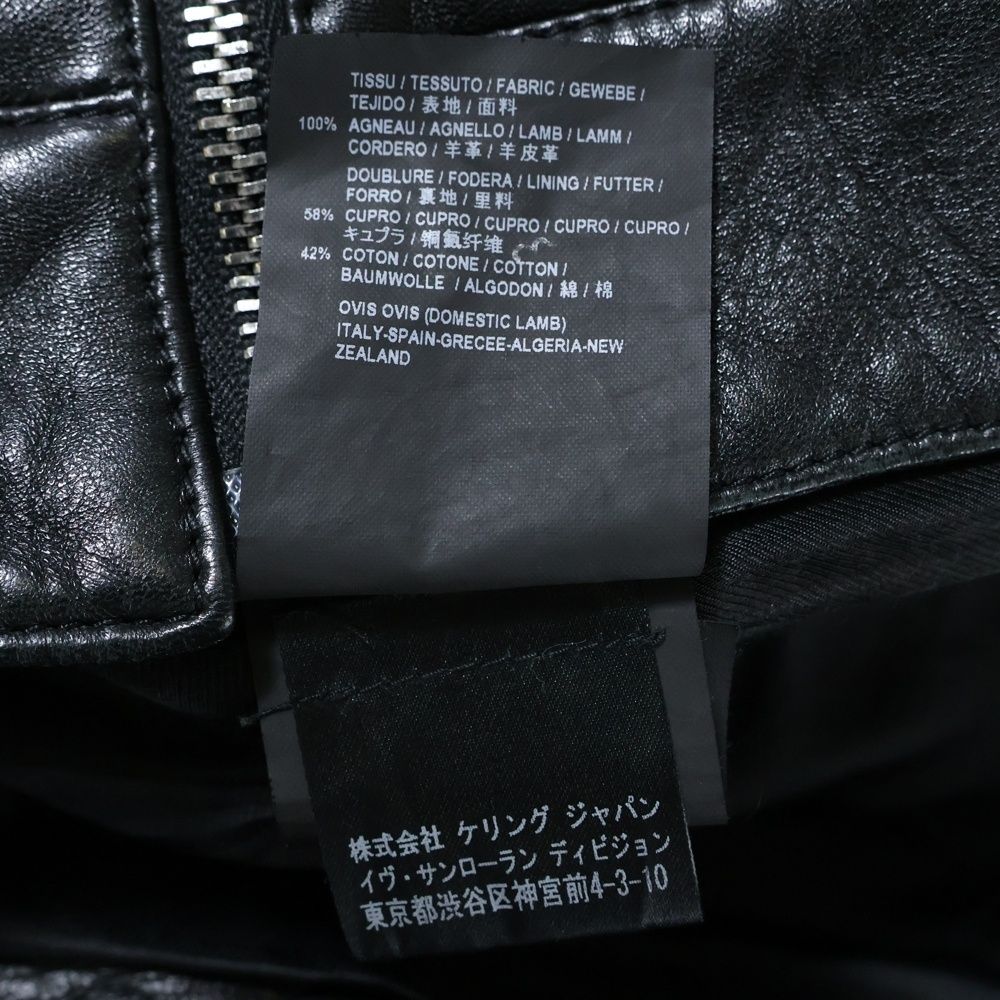 TISSU / TESSUTO / FABRIC / GEWEBE /
TEJIDO / 表地 / 面料
100% AGNEAU / AGNELLO / LAMB / LAMM /
CORDERO / 羊革 / 羊皮革
DOUBLURE / FODERA / LINING / FUTTER /
FORRO / 裏地 / 里料
58% CUPRO / CUPRO / CUPRO / CUPRO / CUPRO /
キュプラ / 铜氨纤维
42% COTON / COTONE / COTTON /
BAUMWOLLE / ALGODON / 綿 / 棉
OVIS OVIS (DOMESTIC LAMB)
ITALY-SPAIN-GRECEE-ALGERIA-NEW
ZEALAND
株式会社 ケリング ジャパン
イヴ・サンローラン ディビジョン
東京都渋谷区神宮前4-3-10